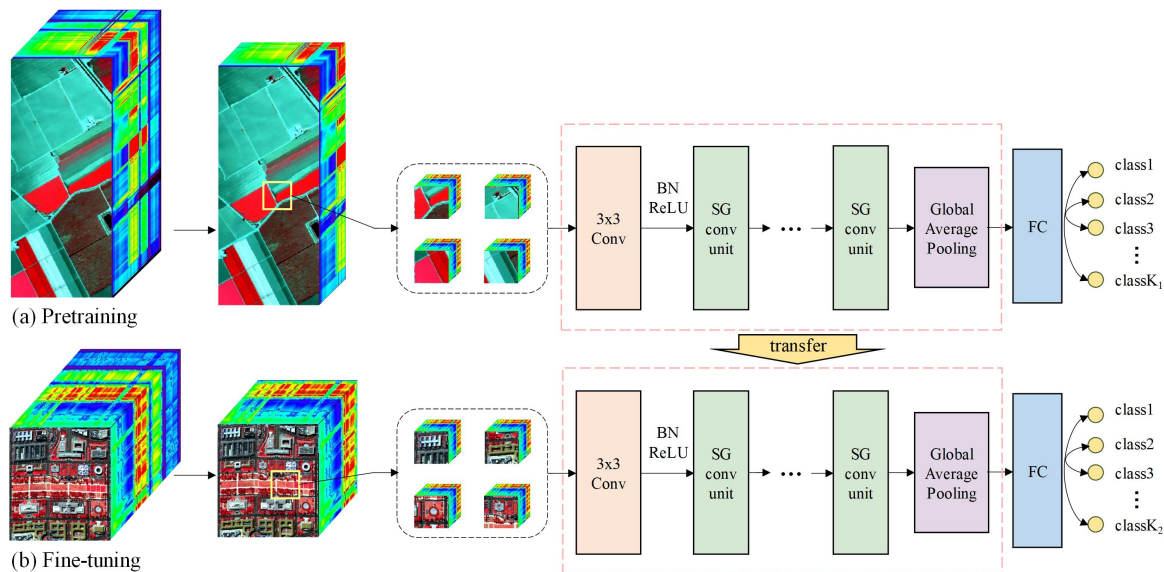 3x3
Conv
BN
ReLU
SG
conv
unit
...
SG
conv
unit
Global
Average
Pooling
FC
class1
class2
class3
...
classK1
(a) Pretraining
transfer
3x3
Conv
BN
ReLU
SG
conv
unit
...
SG
conv
unit
Global
Average
Pooling
FC
class1
class2
class3
...
classK2
(b) Fine-tuning